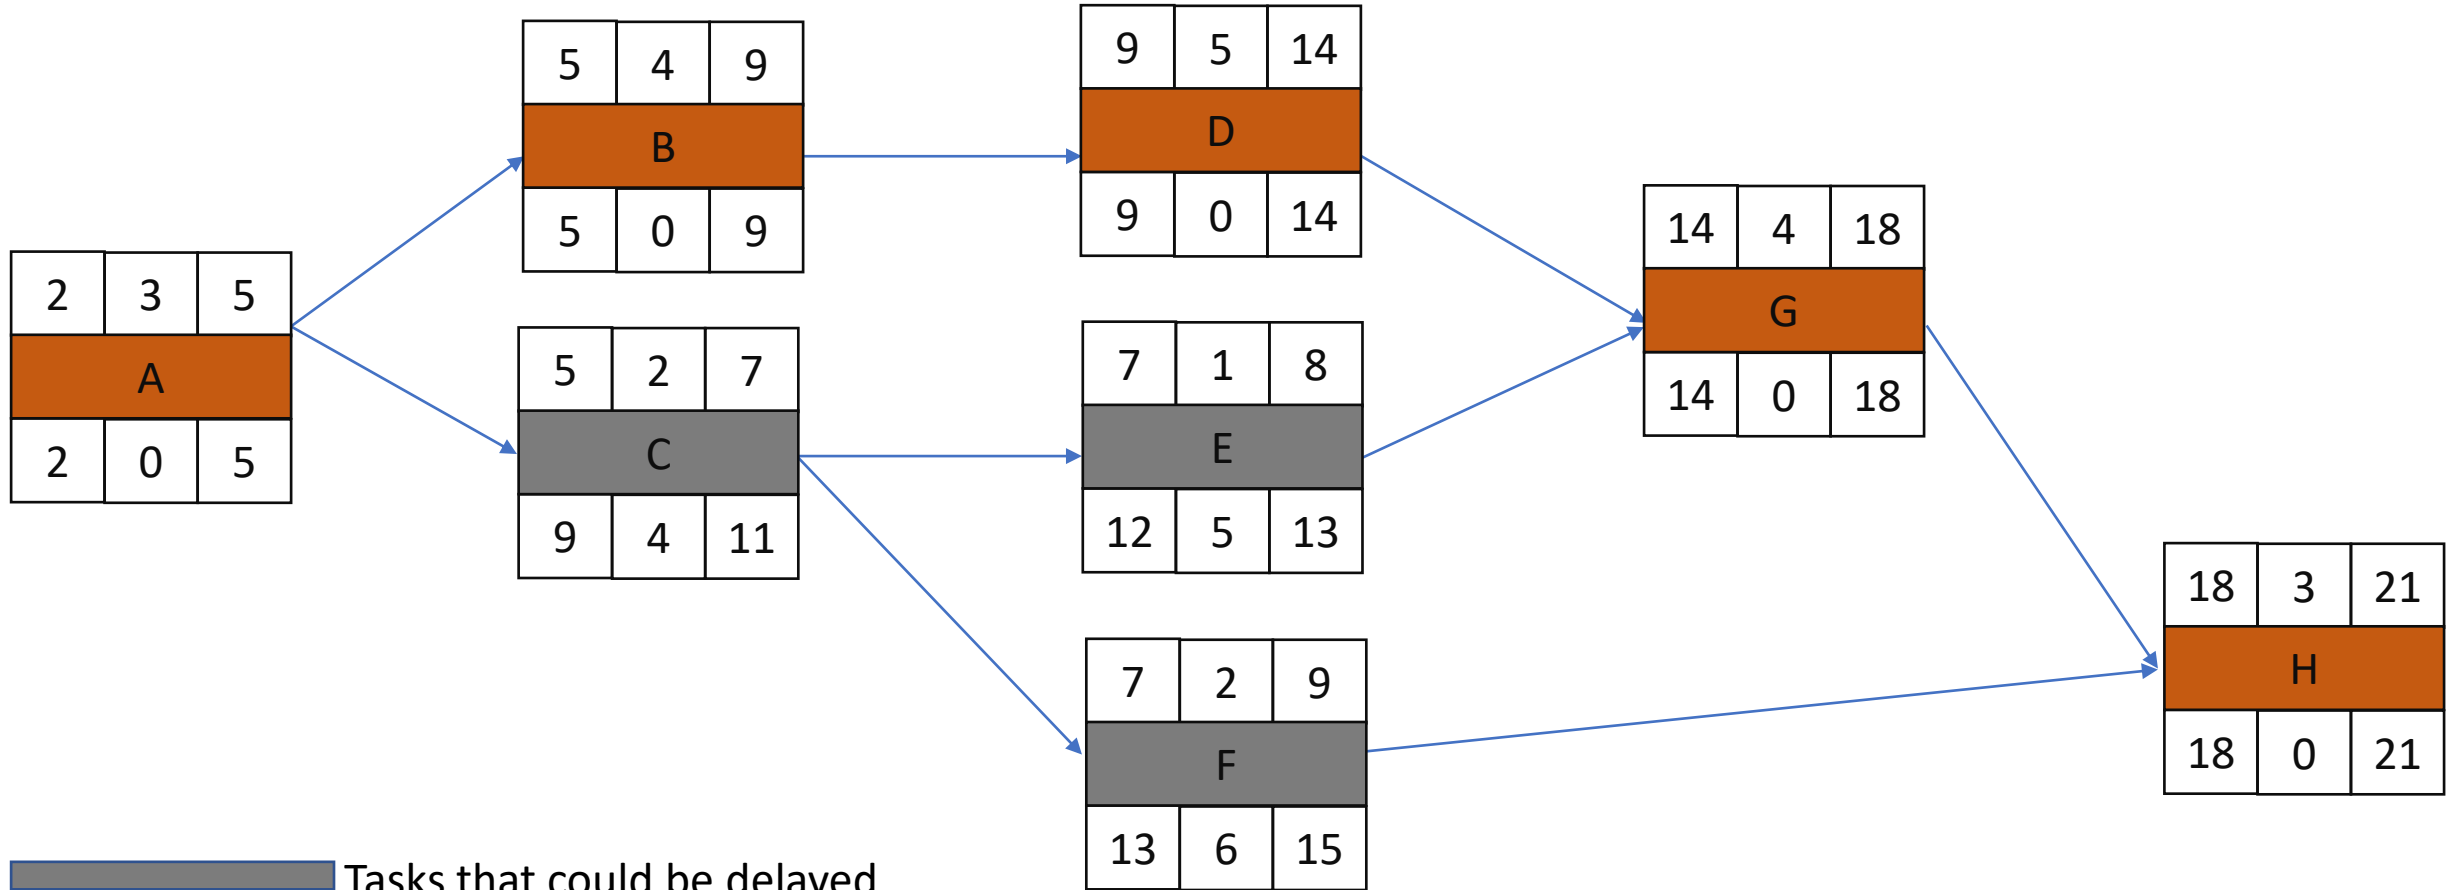 2 3 5
A
2 0 5
5 4 9
B
5 0 9
5 2 7
C
9 4 11
9 5 14
D
9 0 14
7 1 8
E
12 5 13
7 2 9
F
13 6 15
14 4 18
G
14 0 18
18 3 21
H
18 0 21
Tasks that could be delayed